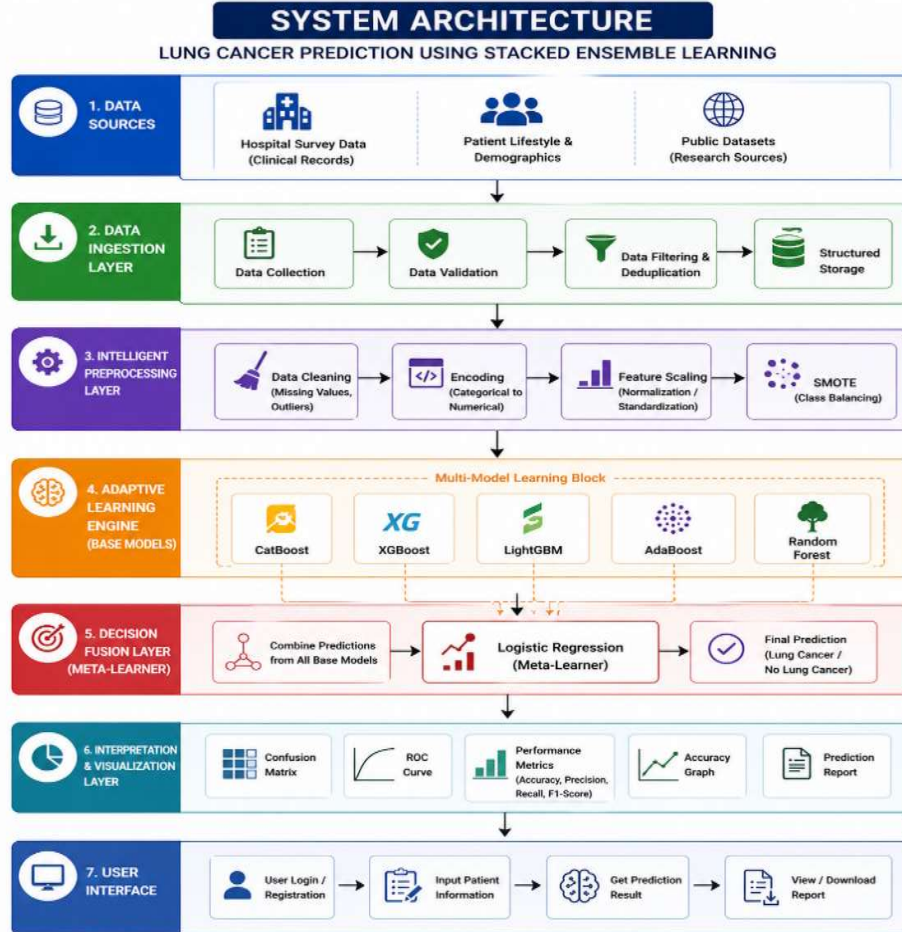 SYSTEM ARCHITECTURE
LUNG CANCER PREDICTION USING STACKED ENSEMBLE LEARNING
1. DATA
SOURCES
Hospital Survey Data
(Clinical Records)
Patient Lifestyle &
Demographics
Public Datasets
(Research Sources)
2. DATA
INGESTION
LAYER
Data Collection
Data Validation
Data Filtering &
Deduplication
Structured
Storage
3. INTELLIGENT
PREPROCESSING
LAYER
Data Cleaning
(Missing Values,
Outliers)
</>
Encoding
(Categorical to
Numerical)
Feature Scaling
(Normalization /
Standardization)
SMOTE
(Class Balancing)
4. ADAPTIVE
LEARNING
ENGINE
(BASE MODELS)
Multi-Model Learning Block
CatBoost
XG
XGBoost
LightGBM
AdaBoost
Random
Forest
5. DECISION
FUSION LAYER
(META-LEARNER)
Combine Predictions
from All Base Models
Logistic Regression
(Meta-Learner)
Final Prediction
(Lung Cancer /
No Lung Cancer)
6. INTERPRETATION
& VISUALIZATION
LAYER
Confusion
Matrix
ROC
Curve
Performance
Metrics
(Accuracy, Precision,
Recall, F1-Score)
Accuracy
Graph
Prediction
Report
7. USER
INTERFACE
User Login /
Registration
Input Patient
Information
Get Prediction
Result
View / Download
Report